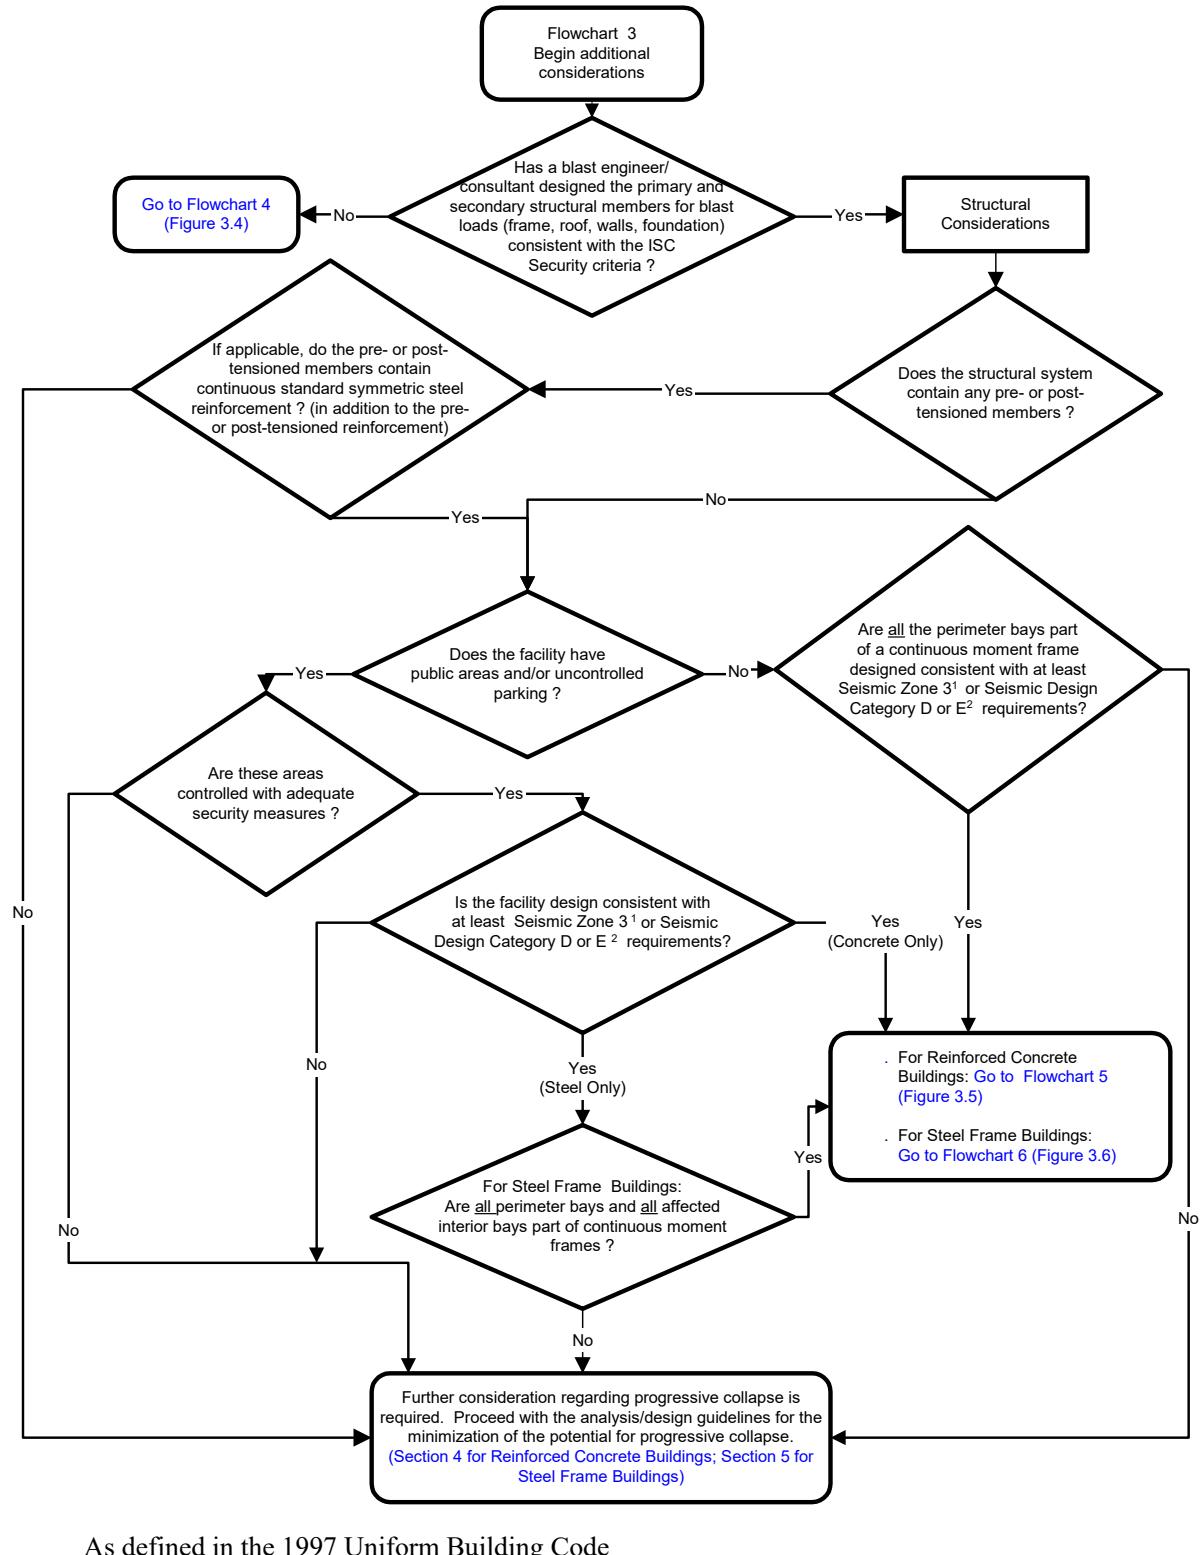 Flowchart 3
Begin additional
considerations
Has a blast engineer/
consultant designed the primary and
secondary structural members for blast
loads (frame, roof, walls, foundation)
consistent with the ISC
Security criteria ?
No
Go to Flowchart 4
(Figure 3.4)
Yes
Structural
Considerations
Does the structural system
contain any pre- or post-
tensioned members ?
Yes
If applicable, do the pre- or post-
tensioned members contain
continuous standard symmetric steel
reinforcement ? (in addition to the pre-
or post-tensioned reinforcement)
No
Yes
Does the facility have
public areas and/or uncontrolled
parking ?
Yes
No
Are all the perimeter bays part
of a continuous moment frame
designed consistent with at least
Seismic Zone 3¹ or Seismic Design
Category D or E² requirements?
Are these areas
controlled with adequate
security measures ?
Yes
Is the facility design consistent with
at least Seismic Zone 3 ¹ or Seismic
Design Category D or E ² requirements?
No
Yes
(Concrete Only)
Yes
No
Yes
(Steel Only)
. For Reinforced Concrete
Buildings: Go to Flowchart 5
(Figure 3.5)
. For Steel Frame Buildings:
Go to Flowchart 6 (Figure 3.6)
Yes
For Steel Frame Buildings:
Are all perimeter bays and all affected
interior bays part of continuous moment
frames ?
No
No
No
Further consideration regarding progressive collapse is
required. Proceed with the analysis/design guidelines for the
minimization of the potential for progressive collapse.
(Section 4 for Reinforced Concrete Buildings; Section 5 for
Steel Frame Buildings)
As defined in the 1997 Uniform Building Code